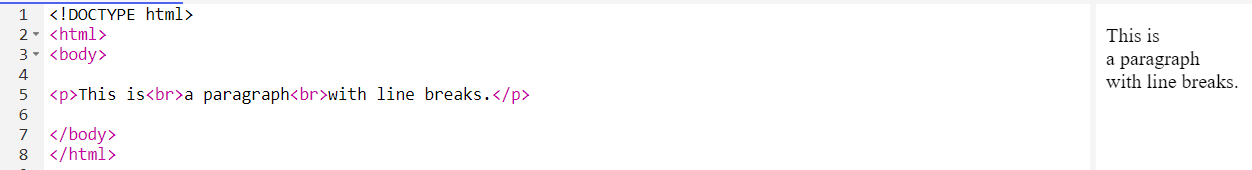 1 <!DOCTYPE html>
2 <html>
3 <body>
4
5 <p>This is<br>a paragraph<br>with line breaks.</p>
6
7 </body>
8 </html>
This is
a paragraph
with line breaks.